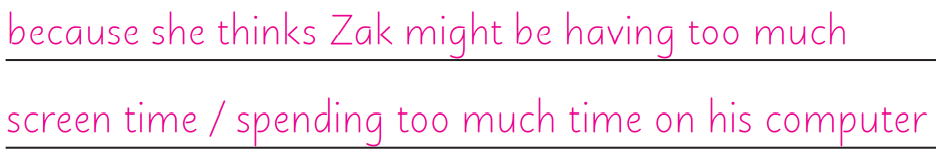 because she thinks Zak might be having too much
screen time / spending too much time on his computer